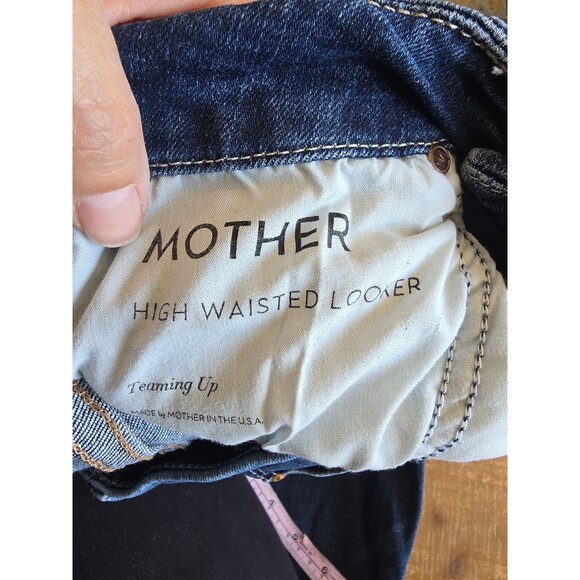 MOTHER
HIGH WAISTED LOOKER
Teaming Up
MADE by MOTHER IN THE U.S.A.